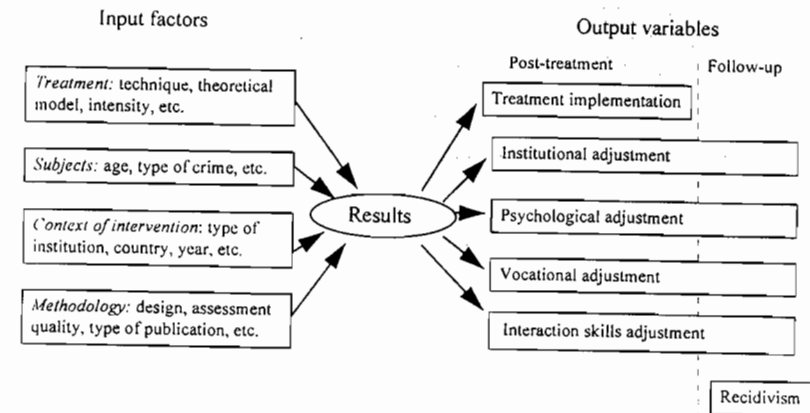 Input factors
Output variables
Post-treatment
Follow-up
Treatment: technique, theoretical
model, intensity, etc.
Subjects: age, type of crime, etc.
Context of intervention: type of
institution, country, year, etc.
Methodology: design, assessment
quality, type of publication, etc.
Results
Treatment implementation
Institutional adjustment
Psychological adjustment
Vocational adjustment
Interaction skills adjustment
Recidivism